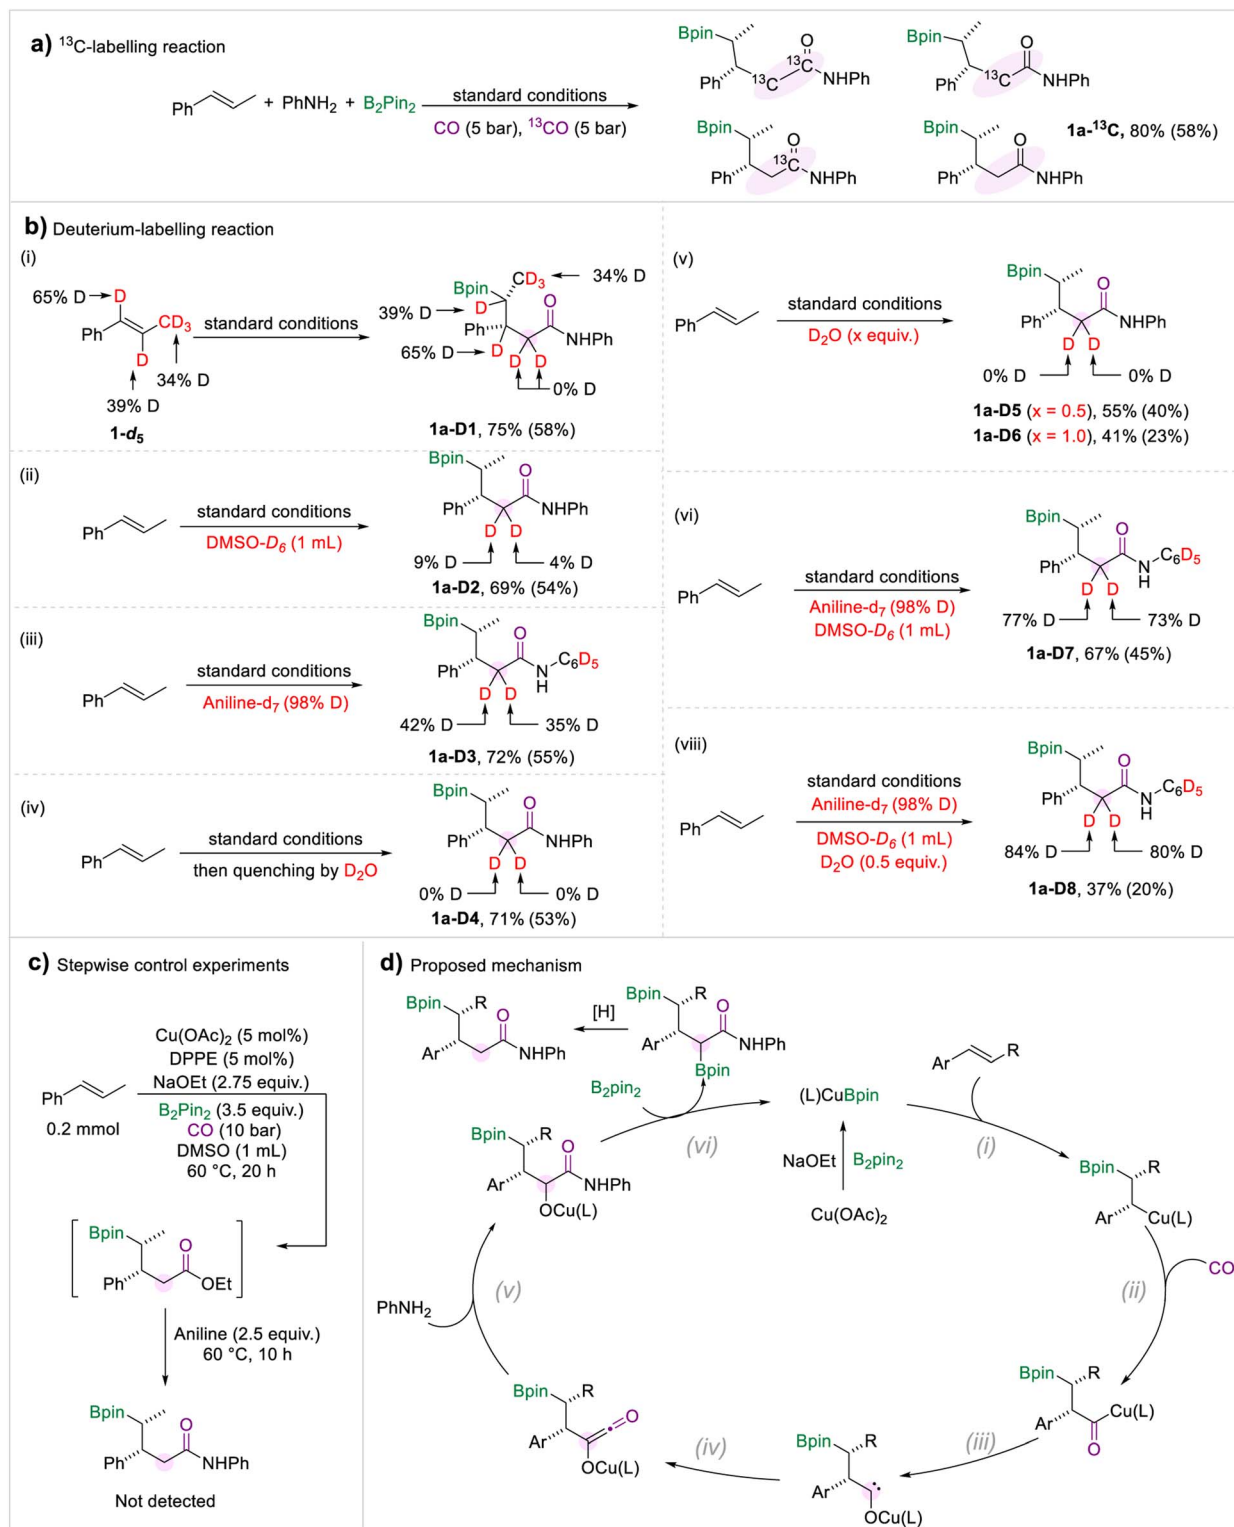 a) ¹³C-labelling reaction
Ph + PhNH₂ + B₂Pin₂
standard conditions
CO (5 bar), ¹³CO (5 bar)
Bpin O ¹³C ¹³C Ph NHPh
Bpin O ¹³C Ph NHPh
Bpin O ¹³C Ph NHPh
Bpin O Ph NHPh
1a-¹³C, 80% (58%)
b) Deuterium-labelling reaction
(i)
65% D D
Ph CD₃
D
34% D
39% D
1-d₅
standard conditions
Bpin CD₃ 34% D
39% D D O
Ph NHPh
65% D D D D
0% D
1a-D1, 75% (58%)
(ii)
Ph
standard conditions
DMSO-D₆ (1 mL)
Bpin O
Ph NHPh
D D
9% D 4% D
1a-D2, 69% (54%)
(iii)
Ph
standard conditions
Aniline-d₇ (98% D)
Bpin O
Ph N C₆D₅
H
D D
42% D 35% D
1a-D3, 72% (55%)
(iv)
Ph
standard conditions
then quenching by D₂O
Bpin O
Ph NHPh
D D
0% D 0% D
1a-D4, 71% (53%)
(v)
Ph
standard conditions
D₂O (x equiv.)
Bpin O
Ph NHPh
D D
0% D 0% D
1a-D5 (x = 0.5), 55% (40%)
1a-D6 (x = 1.0), 41% (23%)
(vi)
Ph
standard conditions
Aniline-d₇ (98% D)
DMSO-D₆ (1 mL)
Bpin O
Ph N C₆D₅
H
D D
77% D 73% D
1a-D7, 67% (45%)
(viii)
Ph
standard conditions
Aniline-d₇ (98% D)
DMSO-D₆ (1 mL)
D₂O (0.5 equiv.)
Bpin O
Ph N C₆D₅
H
D D
84% D 80% D
1a-D8, 37% (20%)
c) Stepwise control experiments
Ph
0.2 mmol
Cu(OAc)₂ (5 mol%)
DPPE (5 mol%)
NaOEt (2.75 equiv.)
B₂Pin₂ (3.5 equiv.)
CO (10 bar)
DMSO (1 mL)
60 °C, 20 h
Bpin O
Ph OEt
Aniline (2.5 equiv.)
60 °C, 10 h
Bpin O
Ph NHPh
Not detected
d) Proposed mechanism
Bpin R O
Ar NHPh
[H]
Bpin R O
Ar NHPh
Bpin
B₂pin₂
(vi)
(L)CuBpin
NaOEt B₂pin₂
Cu(OAc)₂
Ar R
(i)
Bpin R
Ar Cu(L)
CO
(ii)
Bpin R
Ar Cu(L)
O
(iii)
Bpin R
Ar
OCu(L)
(iv)
Bpin R
Ar O
OCu(L)
(v)
PhNH₂
Bpin R O
Ar NHPh
OCu(L)